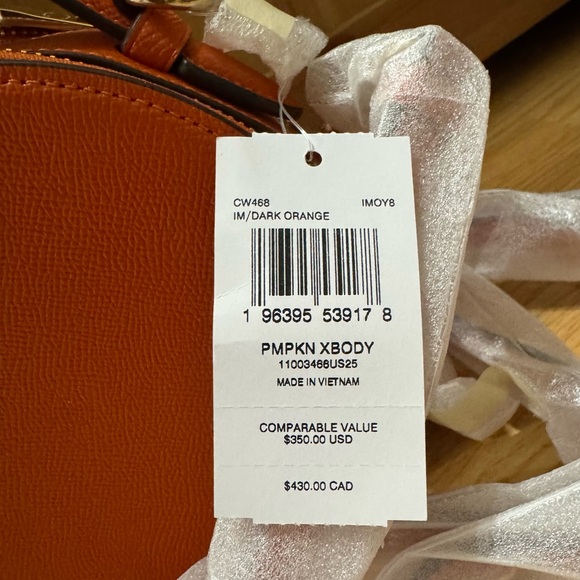 CW468 IMOY8
IM/DARK ORANGE
1 96395 53917 8
PMPKN XBODY
11003466US25
MADE IN VIETNAM
COMPARABLE VALUE
$350.00 USD
$430.00 CAD